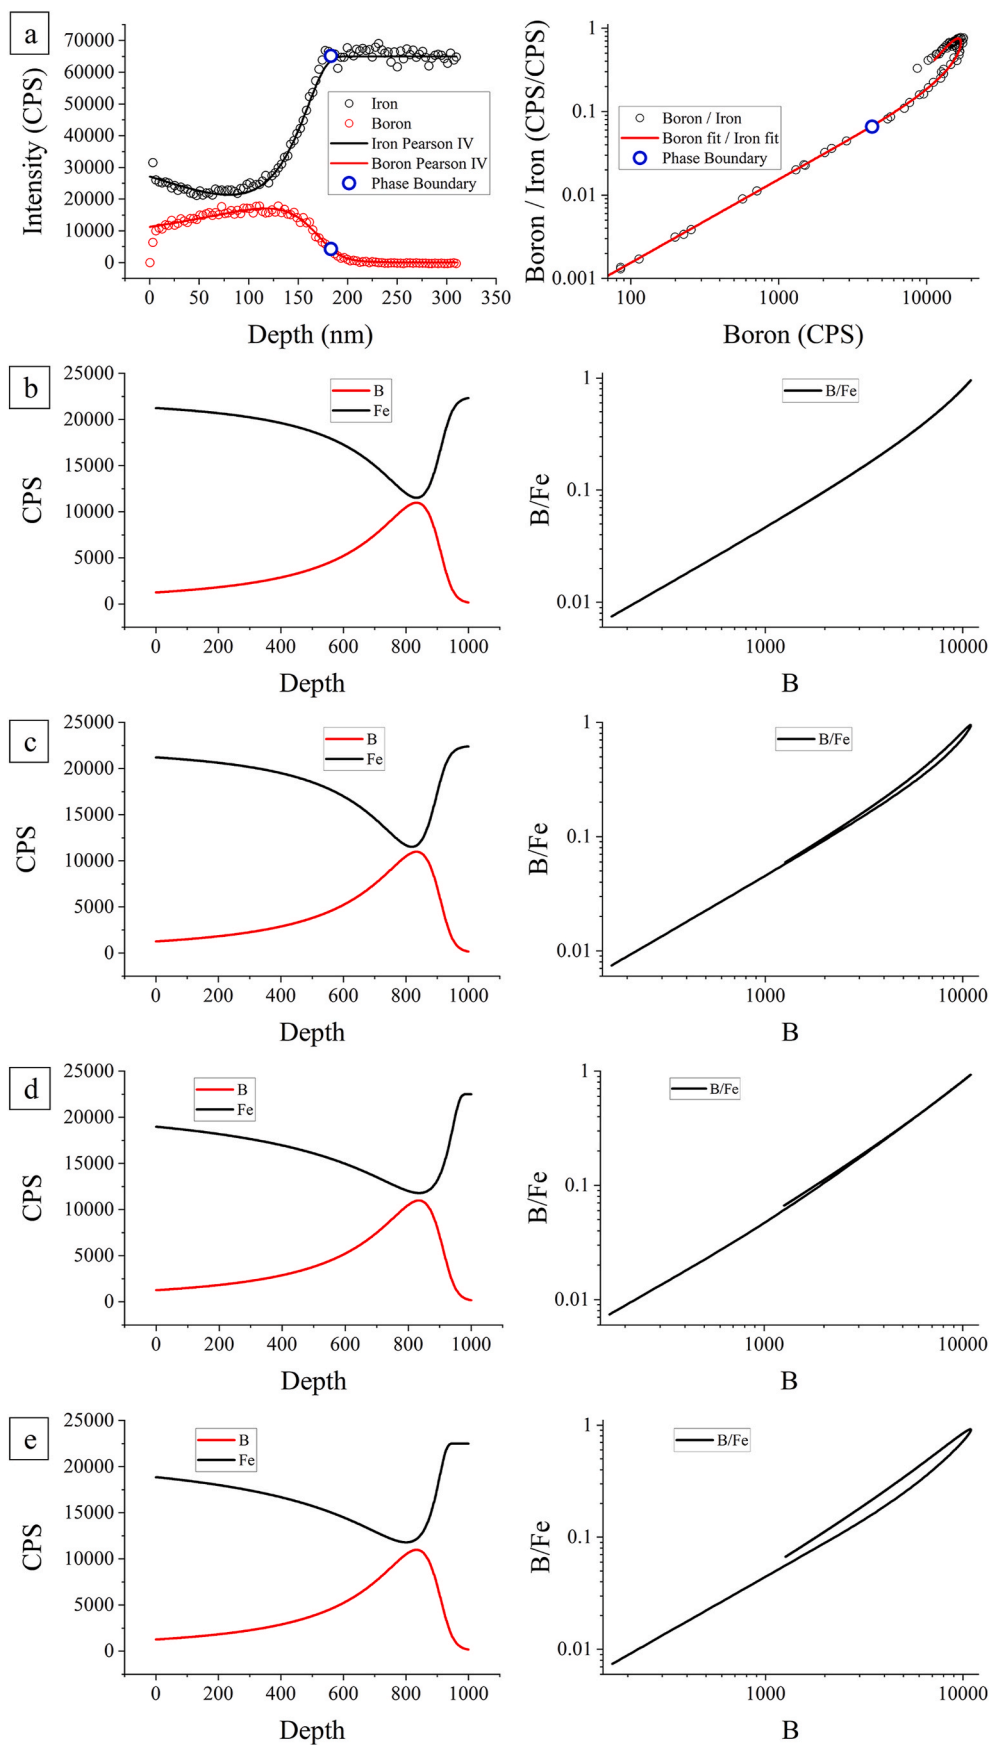 a
Intensity (CPS)
70000
60000
50000
40000
30000
20000
10000
0
Iron
Boron
Iron Pearson IV
Boron Pearson IV
Phase Boundary
0 50 100 150 200 250 300 350
Depth (nm)
Boron / Iron (CPS/CPS)
1
0.1
0.01
0.001
Boron / Iron
Boron fit / Iron fit
Phase Boundary
100 1000 10000
Boron (CPS)
b
CPS
25000
20000
15000
10000
5000
0
B
Fe
0 200 400 600 800 1000
Depth
B/Fe
1
0.1
0.01
B/Fe
1000 10000
B
c
CPS
25000
20000
15000
10000
5000
0
B
Fe
0 200 400 600 800 1000
Depth
B/Fe
1
0.1
0.01
B/Fe
1000 10000
B
d
CPS
25000
20000
15000
10000
5000
0
B
Fe
0 200 400 600 800 1000
Depth
B/Fe
1
0.1
0.01
B/Fe
1000 10000
B
e
CPS
25000
20000
15000
10000
5000
0
B
Fe
0 200 400 600 800 1000
Depth
B/Fe
1
0.1
0.01
B/Fe
1000 10000
B